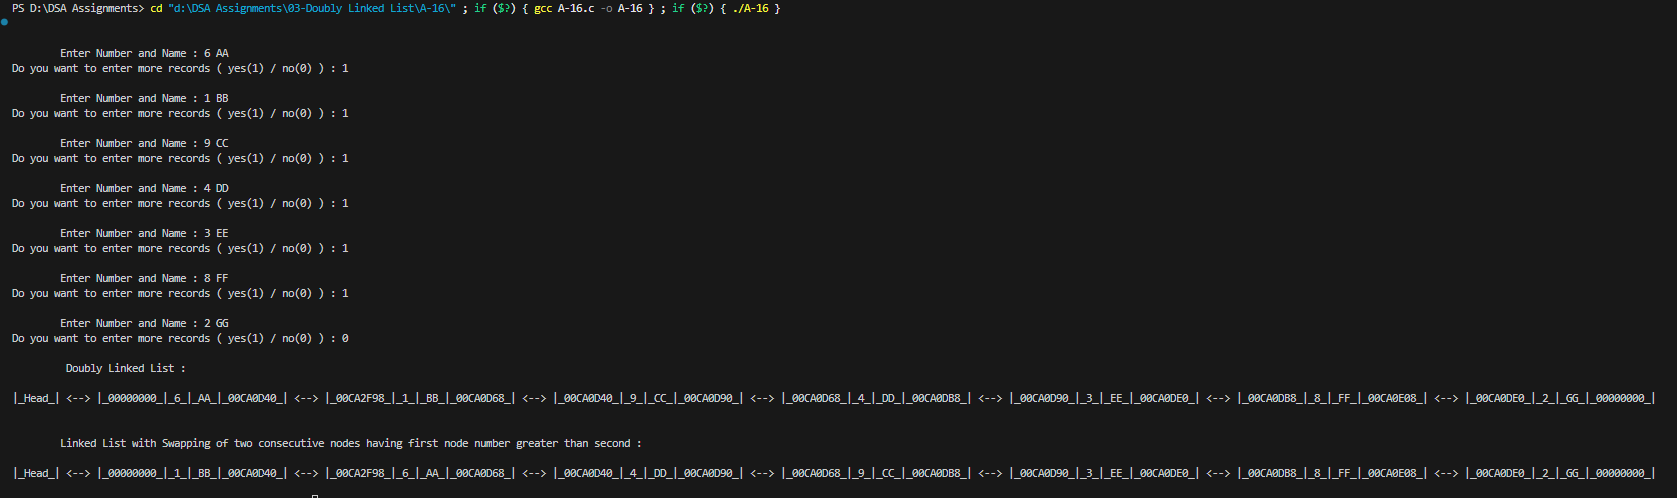 PS D:\DSA Assignments> cd "d:\DSA Assignments\03-Doubly Linked List\A-16\" ; if ($?) { gcc A-16.c -o A-16 } ; if ($?) { ./A-16 }
Enter Number and Name : 6 AA
Do you want to enter more records ( yes(1) / no(0) ) : 1
Enter Number and Name : 1 BB
Do you want to enter more records ( yes(1) / no(0) ) : 1
Enter Number and Name : 9 CC
Do you want to enter more records ( yes(1) / no(0) ) : 1
Enter Number and Name : 4 DD
Do you want to enter more records ( yes(1) / no(0) ) : 1
Enter Number and Name : 3 EE
Do you want to enter more records ( yes(1) / no(0) ) : 1
Enter Number and Name : 8 FF
Do you want to enter more records ( yes(1) / no(0) ) : 1
Enter Number and Name : 2 GG
Do you want to enter more records ( yes(1) / no(0) ) : 0
Doubly Linked List :
|_Head_| <--> |_00000000_|_6_|_AA_|_00CA0D40_| <--> |_00CA2F98_|_1_|_BB_|_00CA0D68_| <--> |_00CA0D40_|_9_|_CC_|_00CA0D90_| <--> |_00CA0D68_|_4_|_DD_|_00CA0DB8_| <--> |_00CA0D90_|_3_|_EE_|_00CA0DE0_| <--> |_00CA0DB8_|_8_|_FF_|_00CA0E08_| <--> |_00CA0DE0_|_2_|_GG_|_00000000_|
Linked List with Swapping of two consecutive nodes having first node number greater than second :
|_Head_| <--> |_00000000_|_1_|_BB_|_00CA0D40_| <--> |_00CA2F98_|_6_|_AA_|_00CA0D68_| <--> |_00CA0D40_|_4_|_DD_|_00CA0D90_| <--> |_00CA0D68_|_9_|_CC_|_00CA0DB8_| <--> |_00CA0D90_|_3_|_EE_|_00CA0DE0_| <--> |_00CA0DB8_|_8_|_FF_|_00CA0E08_| <--> |_00CA0DE0_|_2_|_GG_|_00000000_|